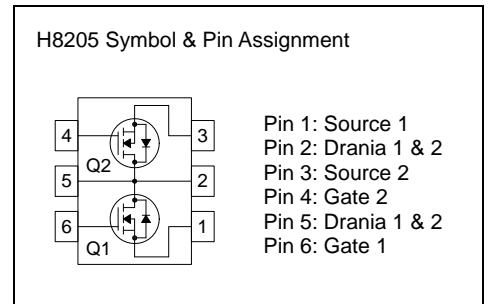 H8205 Symbol & Pin Assignment
4
3
Q2
5
2
6
1
Q1
Pin 1: Source 1
Pin 2: Drania 1 & 2
Pin 3: Source 2
Pin 4: Gate 2
Pin 5: Drania 1 & 2
Pin 6: Gate 1